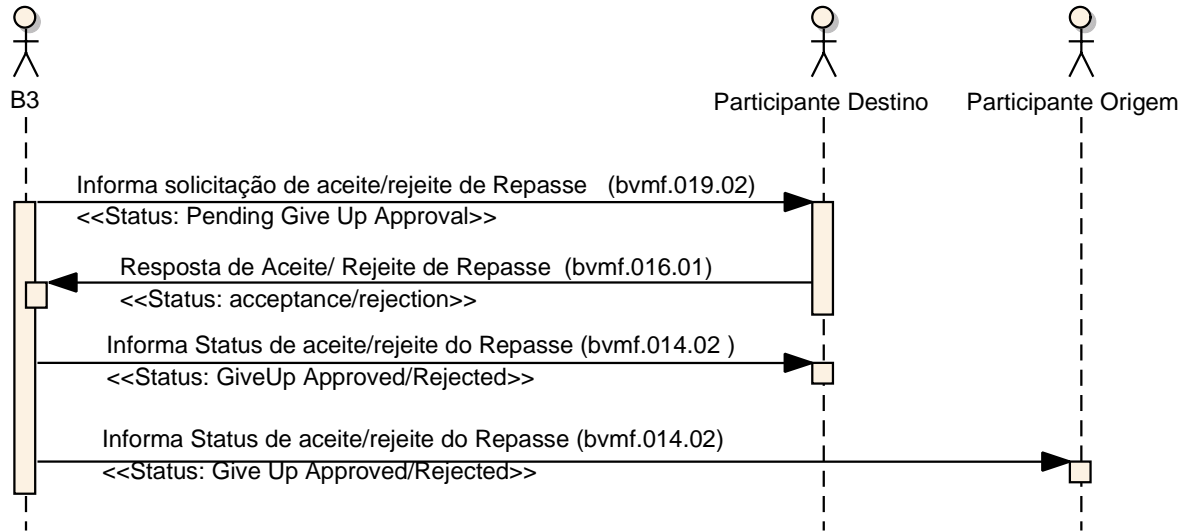 B3
Participante Destino
Participante Origem
Informa solicitação de aceite/rejeite de Repasse (bvmf.019.02)
<<Status: Pending Give Up Approval>>
Resposta de Aceite/ Rejeite de Repasse (bvmf.016.01)
<<Status: acceptance/rejection>>
Informa Status de aceite/rejeite do Repasse (bvmf.014.02 )
<<Status: GiveUp Approved/Rejected>>
Informa Status de aceite/rejeite do Repasse (bvmf.014.02)
<<Status: Give Up Approved/Rejected>>